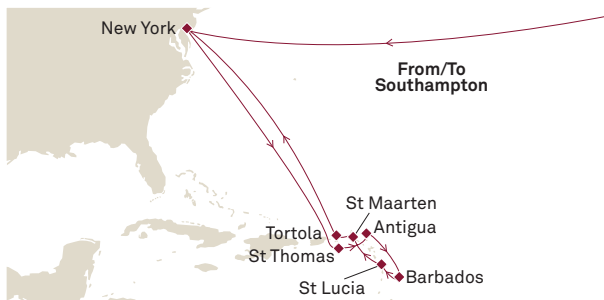 New York
From/To
Southampton
St Maarten
Tortola
Antigua
St Thomas
Barbados
St Lucia